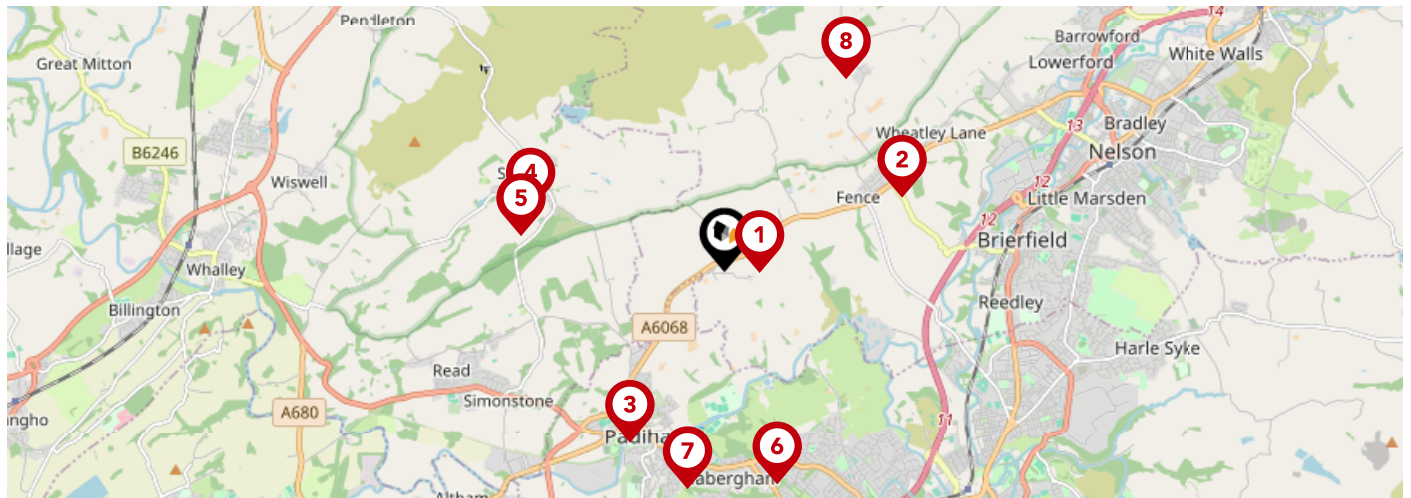 14
Pendleton
8
Barrowford
White Walls
Great Mitton
Lowerford
13
Bradley
Wheatley Lane
B6246
Nelson
2
4
Wiswell
12
5
Fence
Little Marsden
12
1
Brierfield
Whalley
Billington
Reedley
A6068
Harle Syke
Read
Simonstone
3
A680
11
7
6